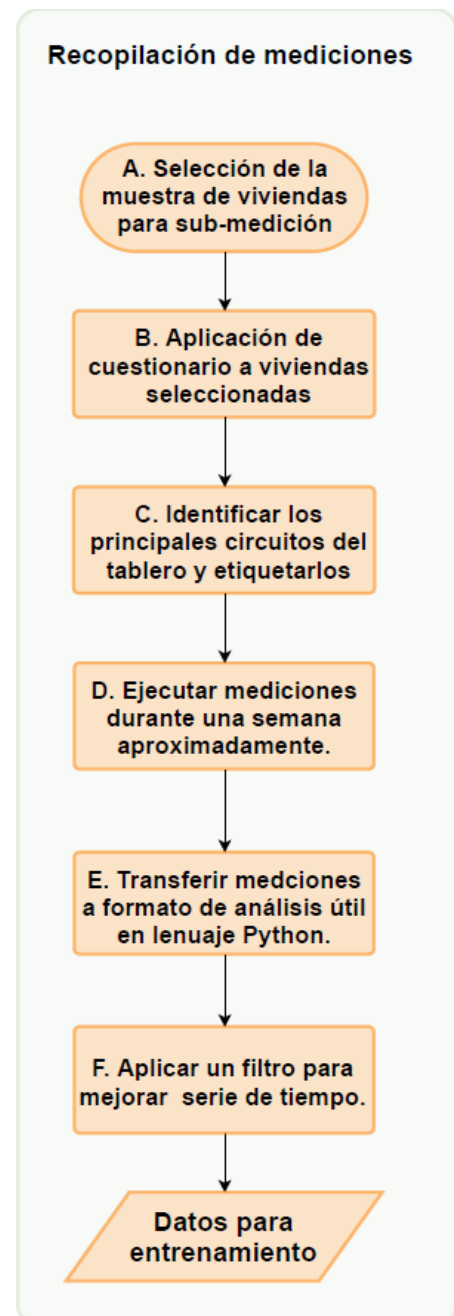 Recopilación de mediciones
A. Selección de la
muestra de viviendas
para sub-medición
B. Aplicación de
cuestionario a viviendas
seleccionadas
C. Identificar los
principales circuitos del
tablero y etiquetarlos
D. Ejecutar mediciones
durante una semana
aproximadamente.
E. Transferir medciones
a formato de análisis útil
en lenuaje Python.
F. Aplicar un filtro para
mejorar serie de tiempo.
Datos para
entrenamiento